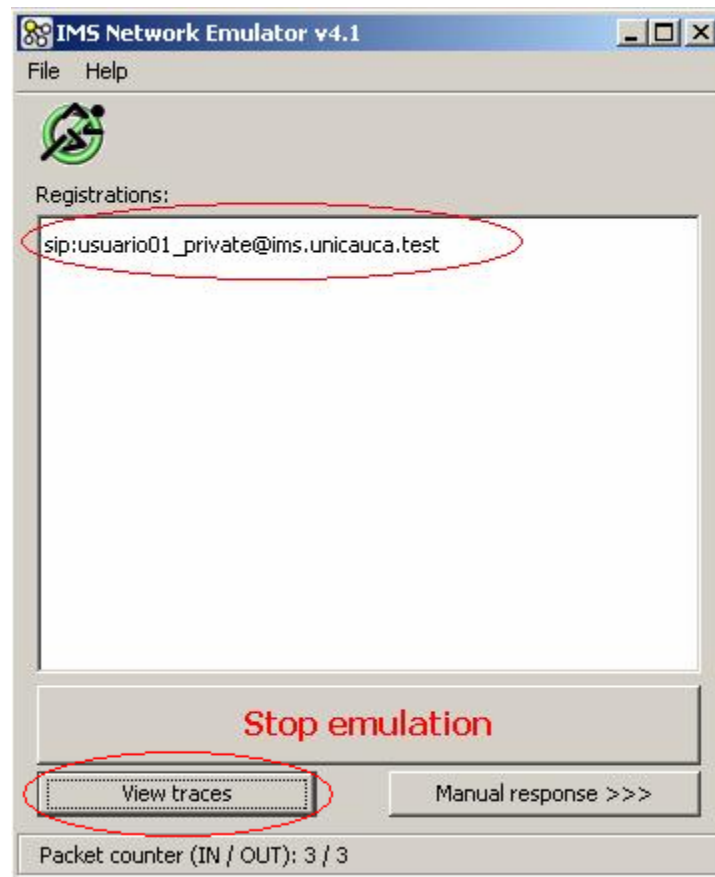 IMS Network Emulator v4.1
File Help
Registrations:
sip:usuario01_private@ims.unicauca.test
Stop emulation
View traces
Manual response >>>
Packet counter (IN / OUT): 3 / 3